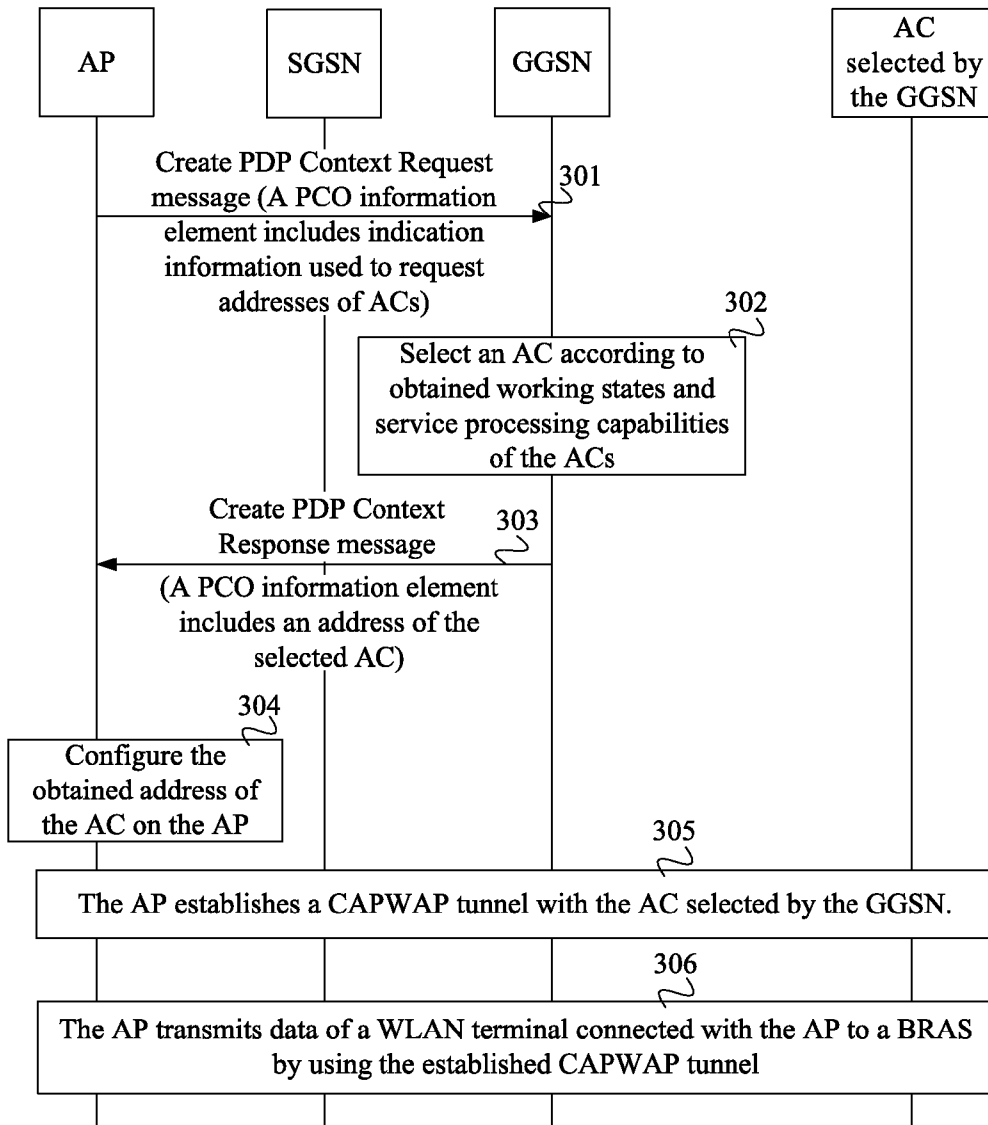 AP
SGSN
GGSN
AC
selected by
the GGSN
Create PDP Context Request
message (A PCO information
element includes indication
information used to request
addresses of ACs)
301
302
Select an AC according to
obtained working states and
service processing capabilities
of the ACs
Create PDP Context
Response message
303
(A PCO information element
includes an address of the
selected AC)
304
Configure the
obtained address of
the AC on the AP
305
The AP establishes a CAPWAP tunnel with the AC selected by the GGSN.
306
The AP transmits data of a WLAN terminal connected with the AP to a BRAS
by using the established CAPWAP tunnel